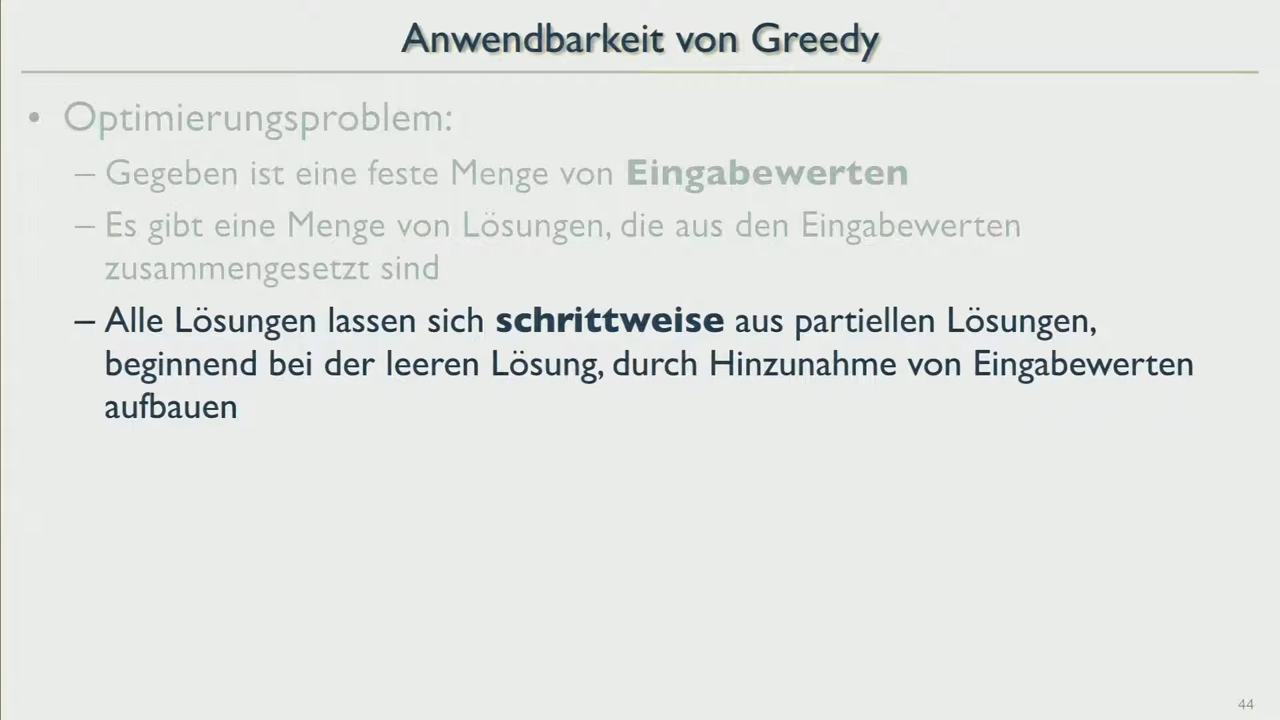 Anwendbarkeit von Greedy
• Optimierungsproblem:
– Gegeben ist eine feste Menge von Eingabewerten
– Es gibt eine Menge von Lösungen, die aus den Eingabewerten
zusammengesetzt sind
– Alle Lösungen lassen sich schrittweise aus partiellen Lösungen,
beginnend bei der leeren Lösung, durch Hinzunahme von Eingabewerten
aufbauen
44